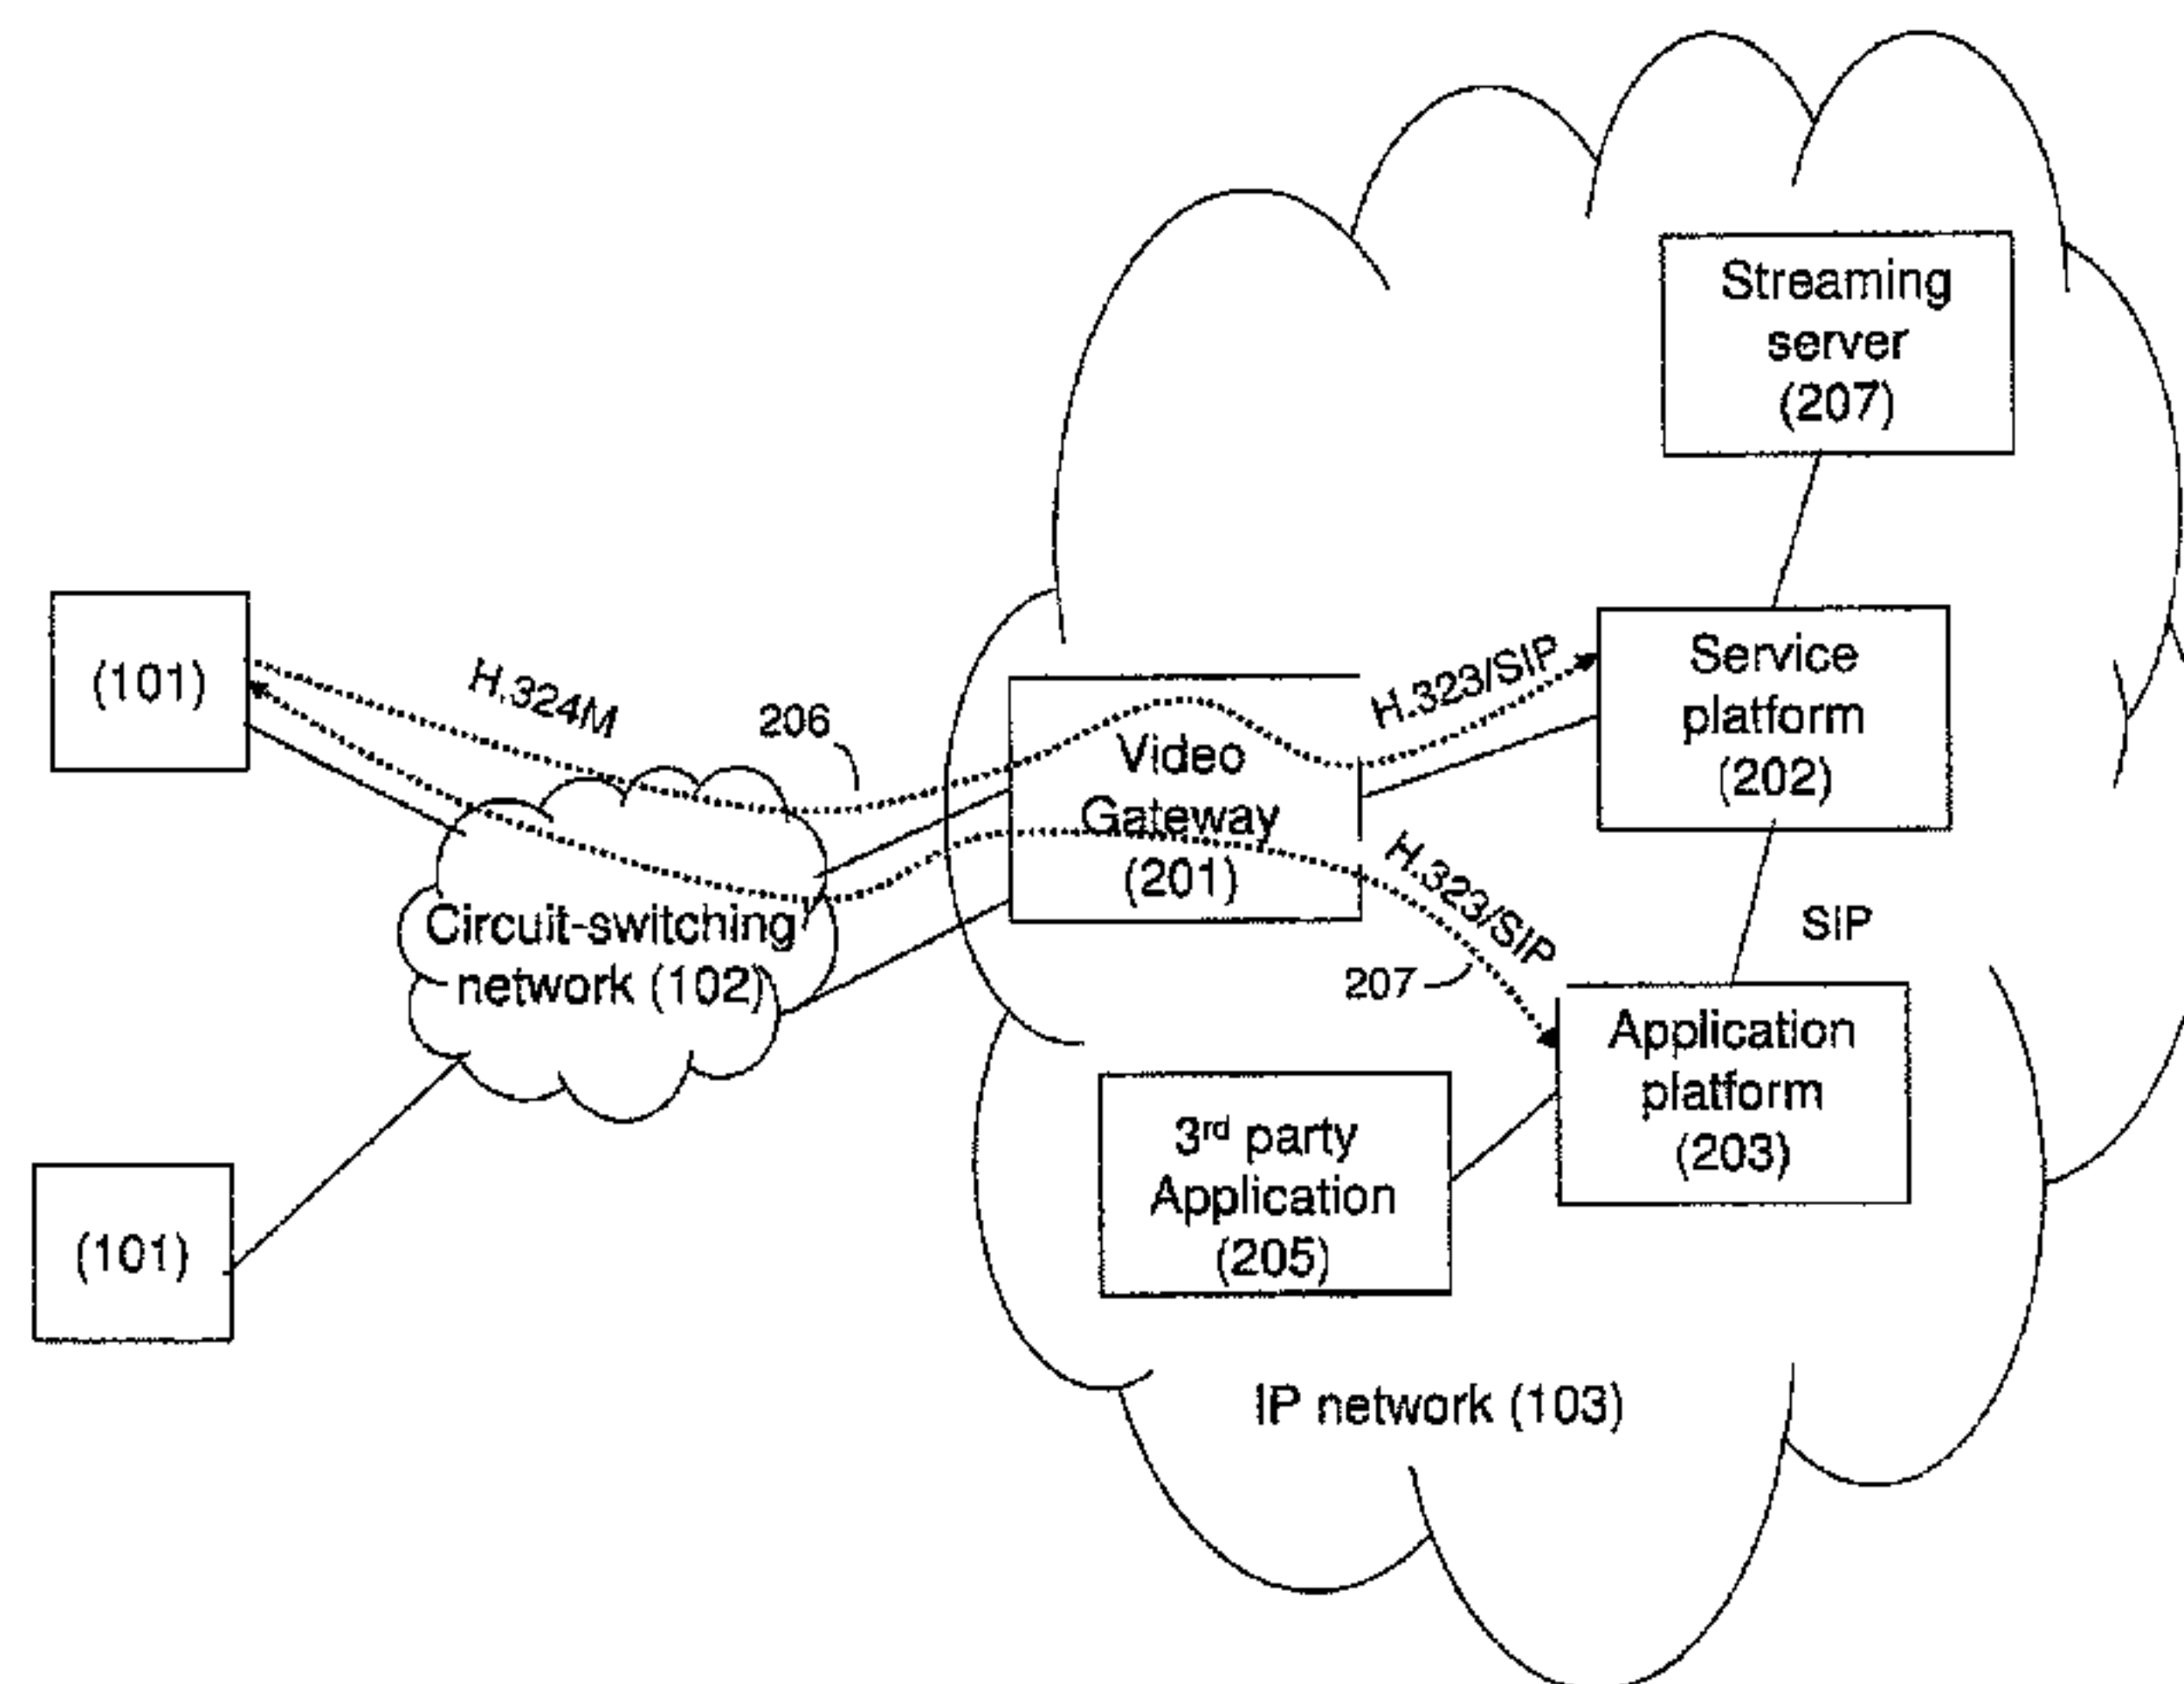 Streaming
server
(207)
(101)
H.324M
206
H.323/SIP
Service
platform
(202)
Video
Gateway
(201)
H.323/SIP
Circuit-switching
network (102)
SIP
207
Application
platform
(203)
3rd party
Application
(205)
(101)
IP network (103)